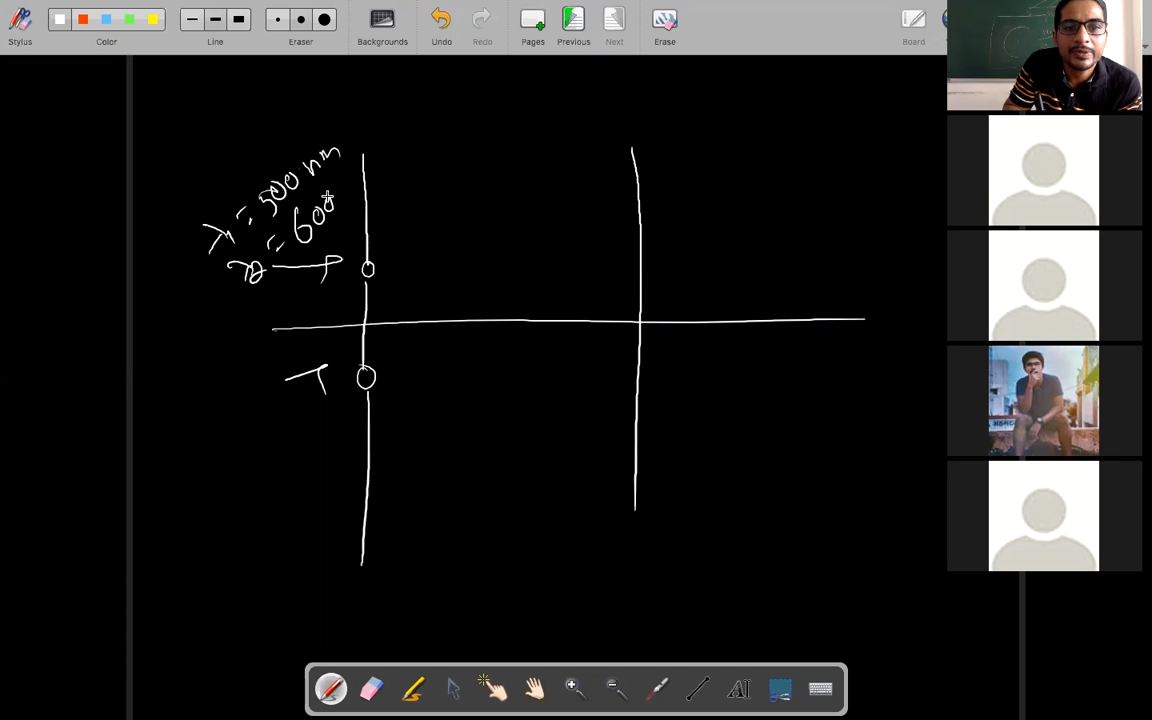 Stylus
Color
Line
Eraser
Backgrounds
Undo
Redo
Pages
Previous
Next
Erase
Board
λ₁ = 500 nm
λ₂ = 600